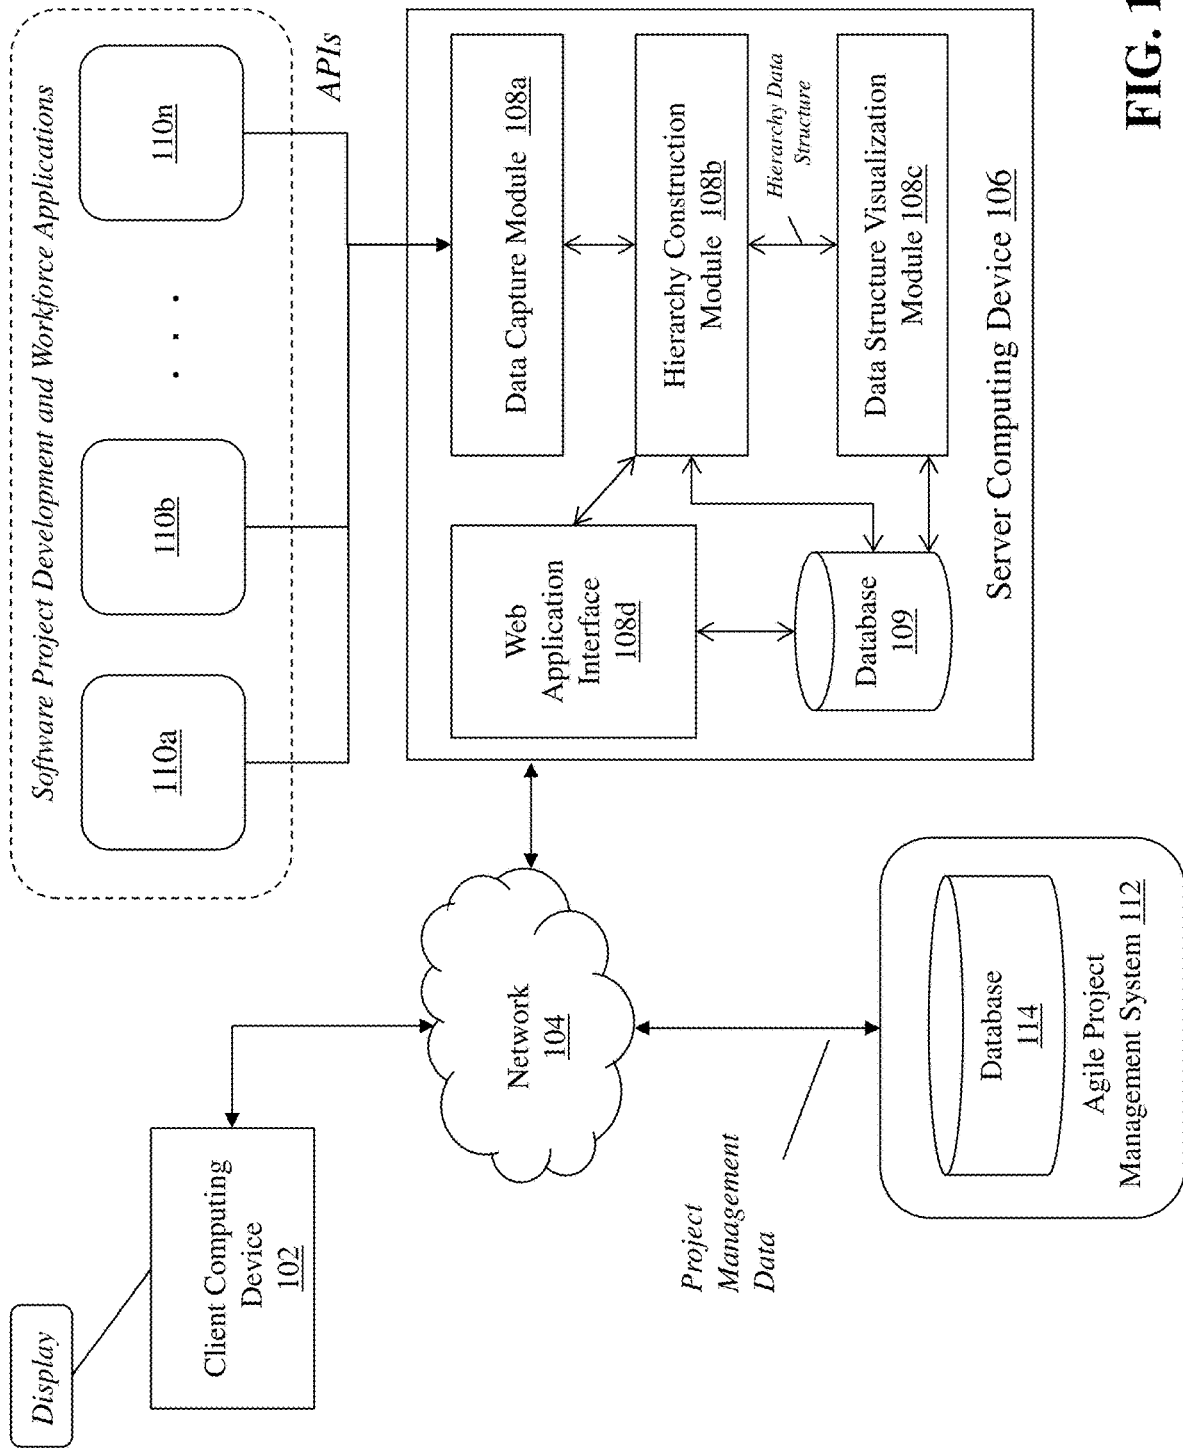 Software Project Development and Workforce Applications
110a
110b
. . .
110n
APIs
Display
Client Computing
Device
102
Network
104
Project
Management
Data
Database
114
Agile Project
Management System 112
Web
Application
Interface
108d
Database
109
Data Capture Module 108a
Hierarchy Construction
Module 108b
Hierarchy Data
Structure
Data Structure Visualization
Module 108c
Server Computing Device 106
FIG. 1